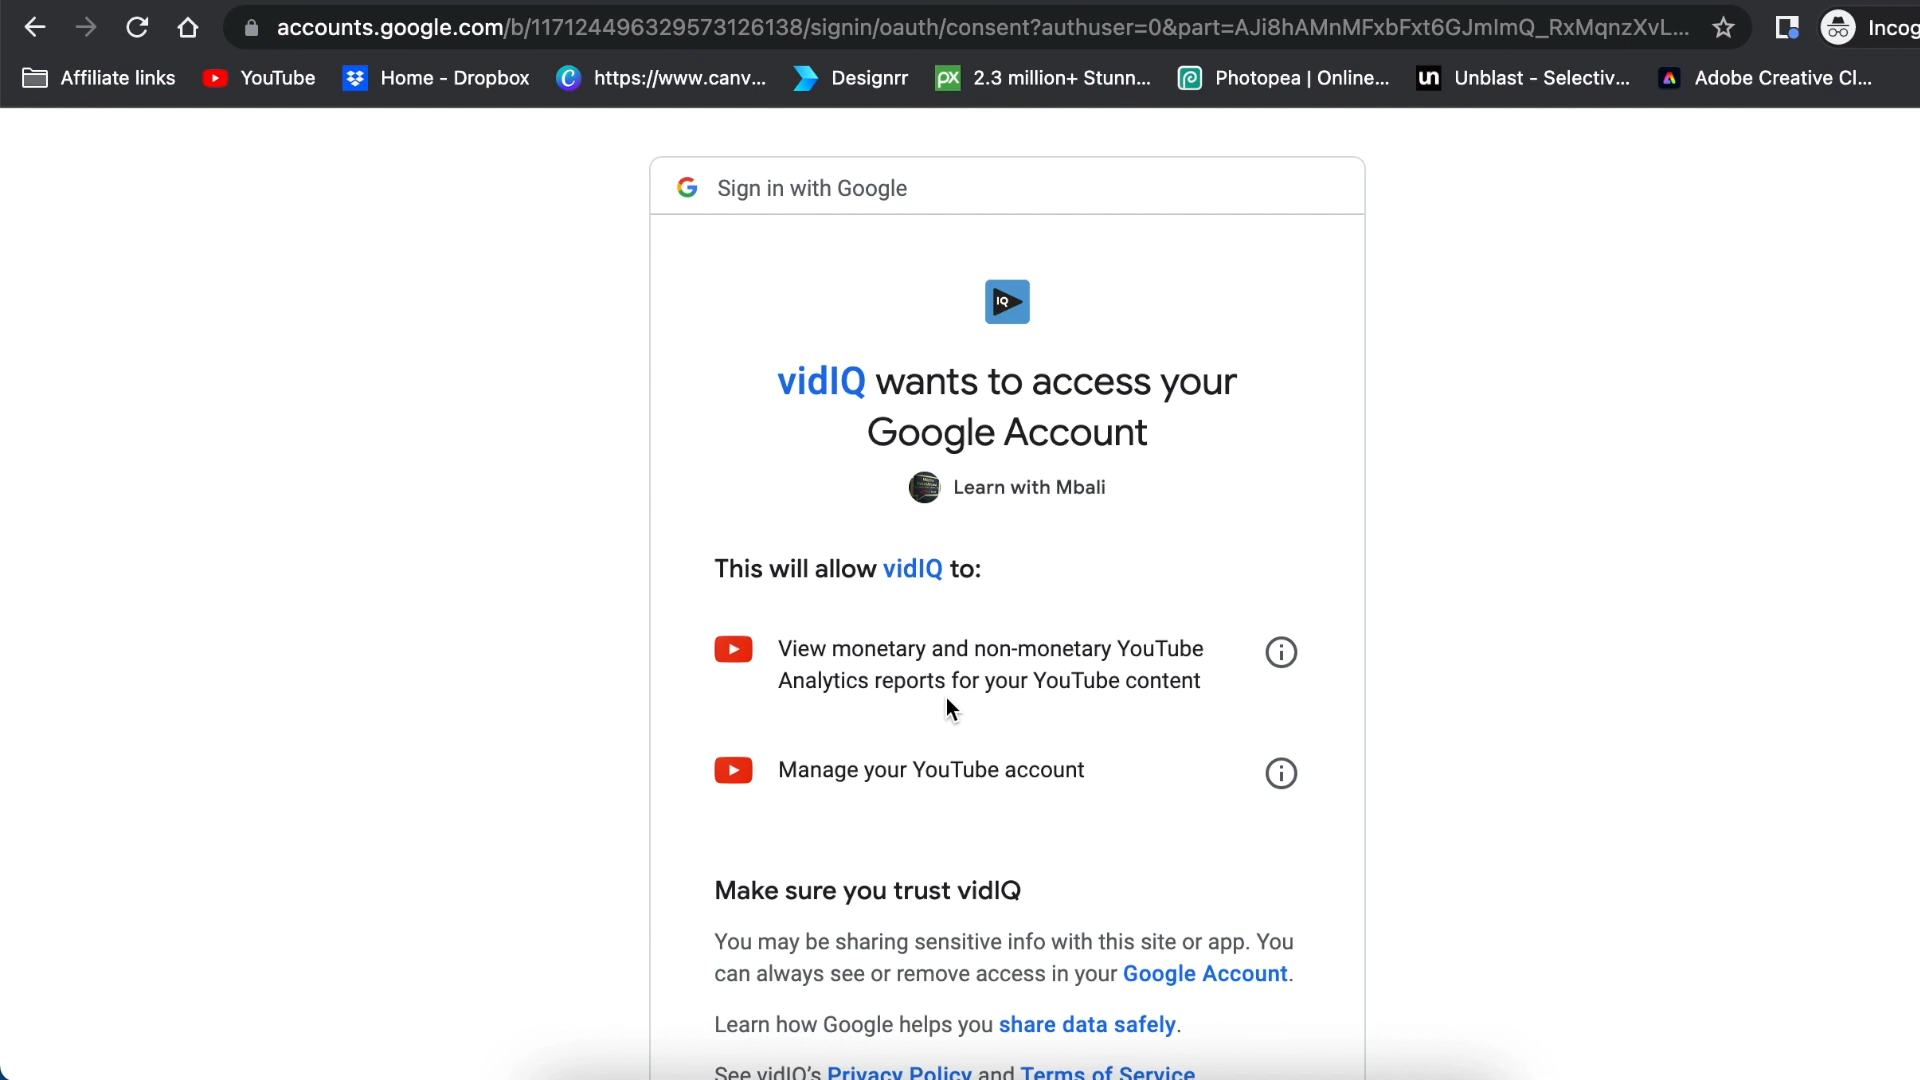 accounts.google.com/b/117124496329573126138/signin/oauth/consent?authuser=0&part=AJi8hAMnMFxbFxt6GJmImQ_RxMqnzXvL...
Incog
Affiliate links YouTube Home - Dropbox https://www.canv... Designrr 2.3 million+ Stunn... Photopea | Online... Unblast - Selectiv... Adobe Creative Cl...
Sign in with Google
IQ
vidIQ wants to access your
Google Account
Learn with Mbali
This will allow vidIQ to:
View monetary and non-monetary YouTube
Analytics reports for your YouTube content
Manage your YouTube account
Make sure you trust vidIQ
You may be sharing sensitive info with this site or app. You
can always see or remove access in your Google Account.
Learn how Google helps you share data safely.
See vidIQ's Privacy Policy and Terms of Service